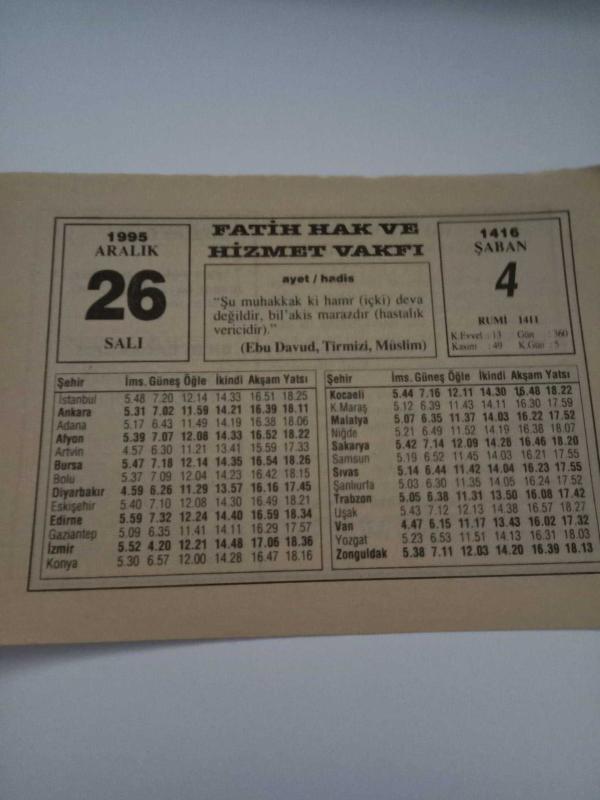 1995
ARALIK
26
SALI
FATİH HAK VE
HİZMET VAKFI
ayet / hadis
"Şu muhakkak ki hamr (içki) deva
değildir, bil'akis marazdır (hastalık
vericidir)."
(Ebu Davud, Tirmizi, Müslim)
1416
ŞABAN
4
RUMİ 1411
K.Evvel : 13 Gün : 360
Kasım : 49 K.Gün : 5
Şehir İms. Güneş Öğle İkindi Akşam Yatsı
İstanbul 5.48 7.20 12.14 14.33 16.51 18.25
Ankara 5.31 7.02 11.59 14.21 16.39 18.11
Adana 5.17 6.43 11.49 14.19 16.38 18.06
Afyon 5.39 7.07 12.08 14.33 16.52 18.22
Artvin 4.57 6.30 11.21 13.41 15.59 17.33
Bursa 5.47 7.18 12.14 14.35 16.54 18.26
Bolu 5.37 7.09 12.04 14.23 16.42 18.15
Diyarbakır 4.59 6.26 11.29 13.57 16.16 17.45
Eskişehir 5.40 7.10 12.08 14.30 16.49 18.21
Edirne 5.59 7.32 12.24 14.40 16.59 18.34
Gaziantep 5.09 6.35 11.41 14.11 16.29 17.57
İzmir 5.52 4.20 12.21 14.48 17.06 18.36
Konya 5.30 6.57 12.00 14.28 16.47 18.16
Şehir İms. Güneş Öğle İkindi Akşam Yatsı
Kocaeli 5.44 7.16 12.11 14.30 16.48 18.22
K.Maraş 5.12 6.39 11.43 14.11 16.30 17.59
Malatya 5.07 6.35 11.37 14.03 16.22 17.52
Niğde 5.21 6.49 11.52 14.19 16.38 18.07
Sakarya 5.42 7.14 12.09 14.28 16.46 18.20
Samsun 5.19 6.52 11.45 14.03 16.21 17.55
Sıvas 5.14 6.44 11.42 14.04 16.23 17.55
Şanlıurfa 5.03 6.30 11.35 14.05 16.24 17.52
Trabzon 5.05 6.38 11.31 13.50 16.08 17.42
Uşak 5.43 7.12 12.13 14.38 16.57 18.27
Van 4.47 6.15 11.17 13.43 16.02 17.32
Yozgat 5.23 6.53 11.51 14.13 16.31 18.03
Zonguldak 5.38 7.11 12.03 14.20 16.39 18.13